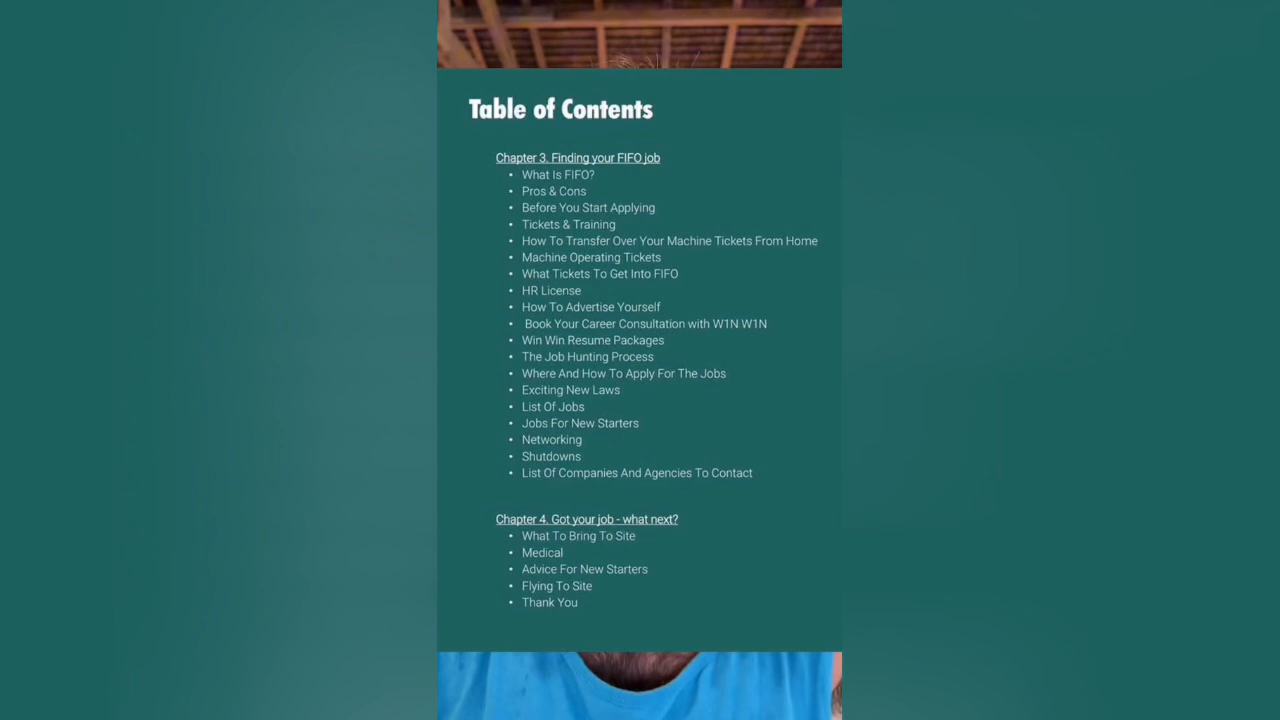 Table of Contents
Chapter 3. Finding your FIFO job
• What Is FIFO?
• Pros & Cons
• Before You Start Applying
• Tickets & Training
• How To Transfer Over Your Machine Tickets From Home
• Machine Operating Tickets
• What Tickets To Get Into FIFO
• HR License
• How To Advertise Yourself
• Book Your Career Consultation with W1N W1N
• Win Win Resume Packages
• The Job Hunting Process
• Where And How To Apply For The Jobs
• Exciting New Laws
• List Of Jobs
• Jobs For New Starters
• Networking
• Shutdowns
• List Of Companies And Agencies To Contact
Chapter 4. Got your job - what next?
• What To Bring To Site
• Medical
• Advice For New Starters
• Flying To Site
• Thank You